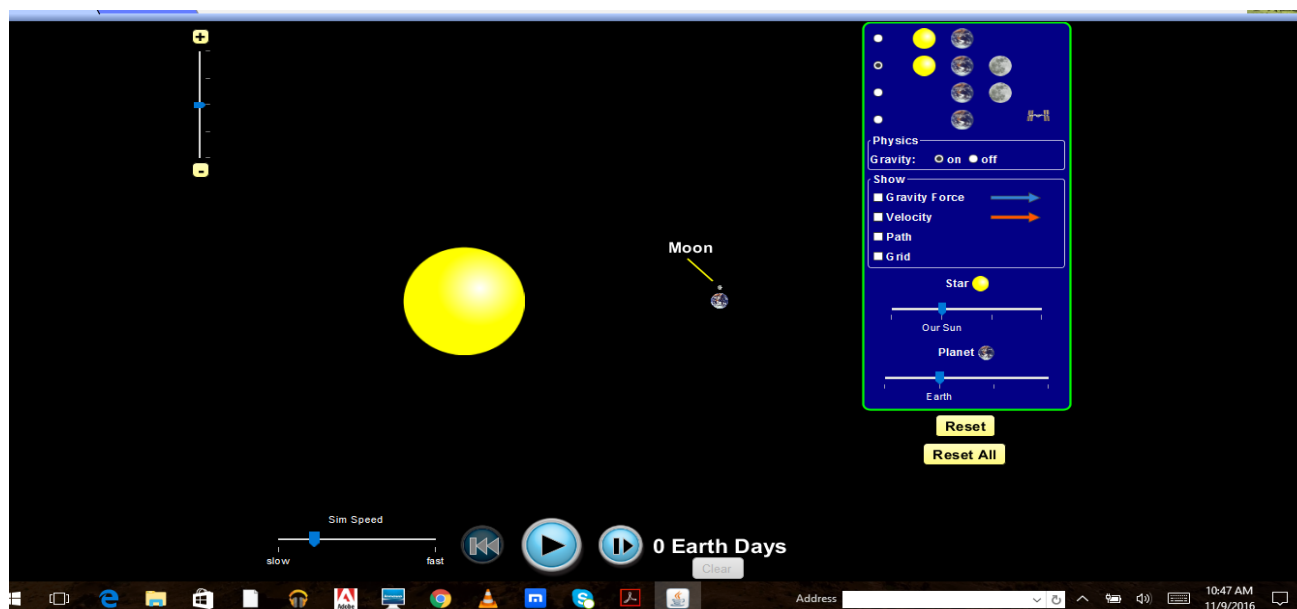 +
-
Moon
Physics
Gravity: on off
Show
Gravity Force
Velocity
Path
Grid
Star
Our Sun
Planet
Earth
Reset
Reset All
Sim Speed
slow fast
0 Earth Days
Clear
Adobe
Address
10:47 AM
11/9/2016